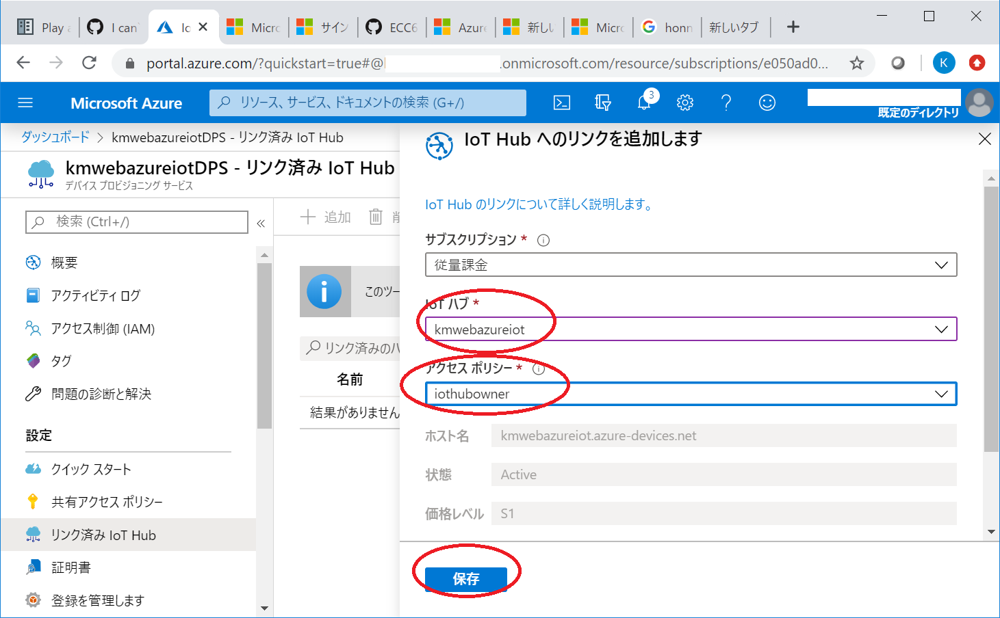 Play
I can'
Ic
Micro
サイン
ECC6
Azure
新しい
Micro
honn
新しいタブ
portal.azure.com/?quickstart=true#@
.onmicrosoft.com/resource/subscriptions/e050ad0...
K
Microsoft Azure
リソース、サービス、ドキュメントの検索 (G+/)
3
既定のディレクトリ
ダッシュボード > kmwebazureiotDPS - リンク済み IoT Hub
kmwebazureiotDPS - リンク済み IoT Hub
デバイス プロビジョニング サービス
検索 (Ctrl+/)
概要
アクティビティ ログ
アクセス制御 (IAM)
タグ
問題の診断と解決
設定
クイック スタート
共有アクセス ポリシー
リンク済み IoT Hub
証明書
登録を管理します
追加
削
このツー
リンク済みのハ
名前
結果がありません
IoT Hub へのリンクを追加します
IoT Hub のリンクについて詳しく説明します。
サブスクリプション *
従量課金
IoT ハブ *
kmwebazureiot
アクセス ポリシー *
iothubowner
ホスト名
kmwebazureiot.azure-devices.net
状態
Active
価格レベル
S1
保存